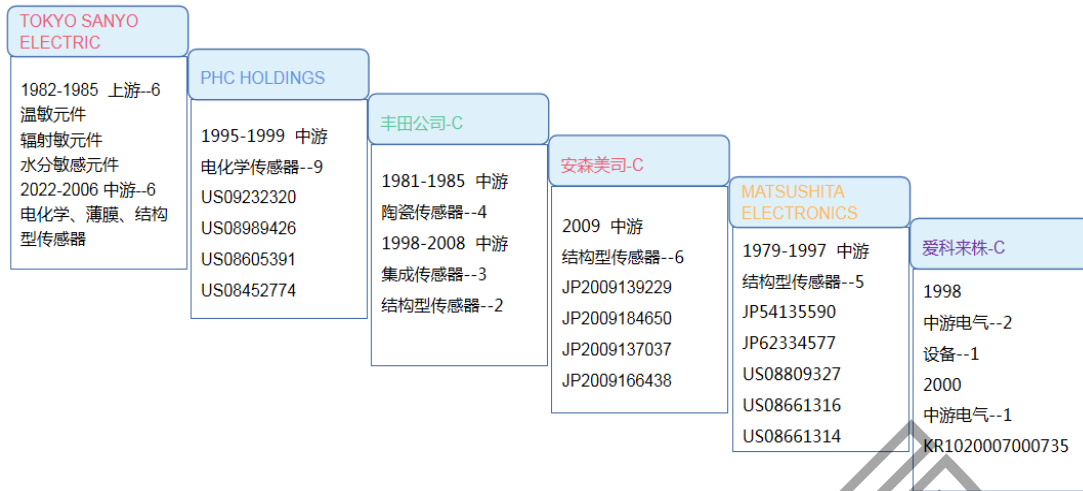 TOKYO SANYO
ELECTRIC
1982-1985 上游--6
温敏元件
辐射敏元件
水分敏感元件
2022-2006 中游--6
电化学、薄膜、结构
型传感器
PHC HOLDINGS
1995-1999 中游
电化学传感器--9
US09232320
US08989426
US08605391
US08452774
丰田公司-C
1981-1985 中游
陶瓷传感器--4
1998-2008 中游
集成传感器--3
结构型传感器--2
安森美司-C
2009 中游
结构型传感器--6
JP2009139229
JP2009184650
JP2009137037
JP2009166438
MATSUSHITA
ELECTRONICS
1979-1997 中游
结构型传感器--5
JP54135590
JP62334577
US08809327
US08661316
US08661314
爱科来株-C
1998
中游电气--2
设备--1
2000
中游电气--1
KR1020007000735